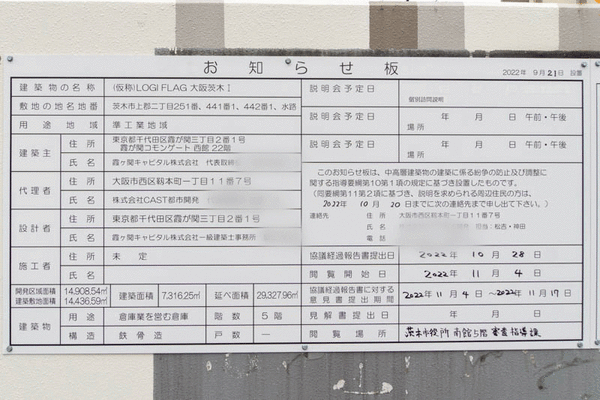 お知らせ板
2022年 9月21日 設置
建築物の名称 (仮称)LOGI FLAG 大阪茨木Ⅰ
敷地の地名地番 茨木市上郡二丁目251番、441番1、442番1、水路
用途地域 準工業地域
建築主 住所 東京都千代田区霞が関三丁目2番1号
霞が関コモンゲート 西館 22階
氏名 霞ヶ関キャピタル株式会社 代表取締
代理者 住所 大阪市西区靱本町一丁目11番7号
氏名 株式会社CAST都市開発
設計者 住所 東京都千代田区霞が関三丁目2番1号
氏名 霞ヶ関キャピタル株式会社一級建築士事務所
施工者 住所 未定
氏名
開発区域面積 14,908.54㎡
建築敷地面積 14,436.59㎡
建築面積 7,316.25㎡ 延べ面積 29,327.96㎡
建築物 用途 倉庫業を営む倉庫 階数 5階
構造 鉄骨造 戸数 ―
説明会予定日 個別訪問説明
説明会予定日 年 月 日 午前・午後
場所
説明会予定日 年 月 日 午前・午後
場所
このお知らせ板は、中高層建築物の建築に係る紛争の防止及び調整に
関する指導要綱第10第1項の規定に基づき設置したものです。
(同要綱第11第2項に基づき、説明を求められる周辺住民の方は、
2022年 10月 20日までに次の連絡先まで申し出て下さい。)
連絡先 住所 大阪市西区靱本町一丁目11番7号
氏名 担当:松吉・
電話
協議経過報告書提出日 2022年 10月 28日
閲覧開始日 2022年 11月 4日
協議経過報告書に対する
意見書提出期間 2022年 11月 4日 ~2022年 11月 17日
見解書提出日 年 月 日
閲覧場所 茨木市役所 南館5階 審査指導課